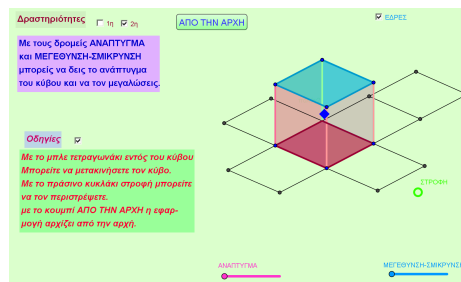 Δραστηριότητες 1η 2η ΑΠΟ ΤΗΝ ΑΡΧΗ ΕΔΡΕΣ
Με τους δρομείς ΑΝΑΠΤΥΓΜΑ
και ΜΕΓΕΘΥΝΣΗ-ΣΜΙΚΡΥΝΣΗ
μπορείς να δεις το ανάπτυγμα
του κύβου και να τον μεγαλώσεις.
Οδηγίες
Με το μπλε τετραγωνάκι εντός του κύβου
Μπορείτε να μετακινήσετε τον κύβο.
Με το πράσινο κυκλάκι στροφή μπορείτε
να τον περιστρέψετε.
με το κουμπί ΑΠΟ ΤΗΝ ΑΡΧΗ η εφαρ-
μογή αρχίζει από την αρχή.
ΣΤΡΟΦΗ
ΑΝΑΠΤΥΓΜΑ
ΜΕΓΕΘΥΝΣΗ-ΣΜΙΚΡΥΝΣΗ